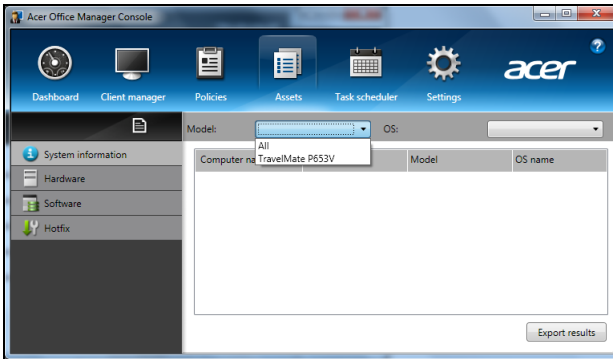 Acer Office Manager Console
acer
?
Dashboard Client manager Policies Assets Task scheduler Settings
Model: OS:
All
TravelMate P653V
System information
Hardware
Software
Hotfix
Computer na Model OS name
Export results